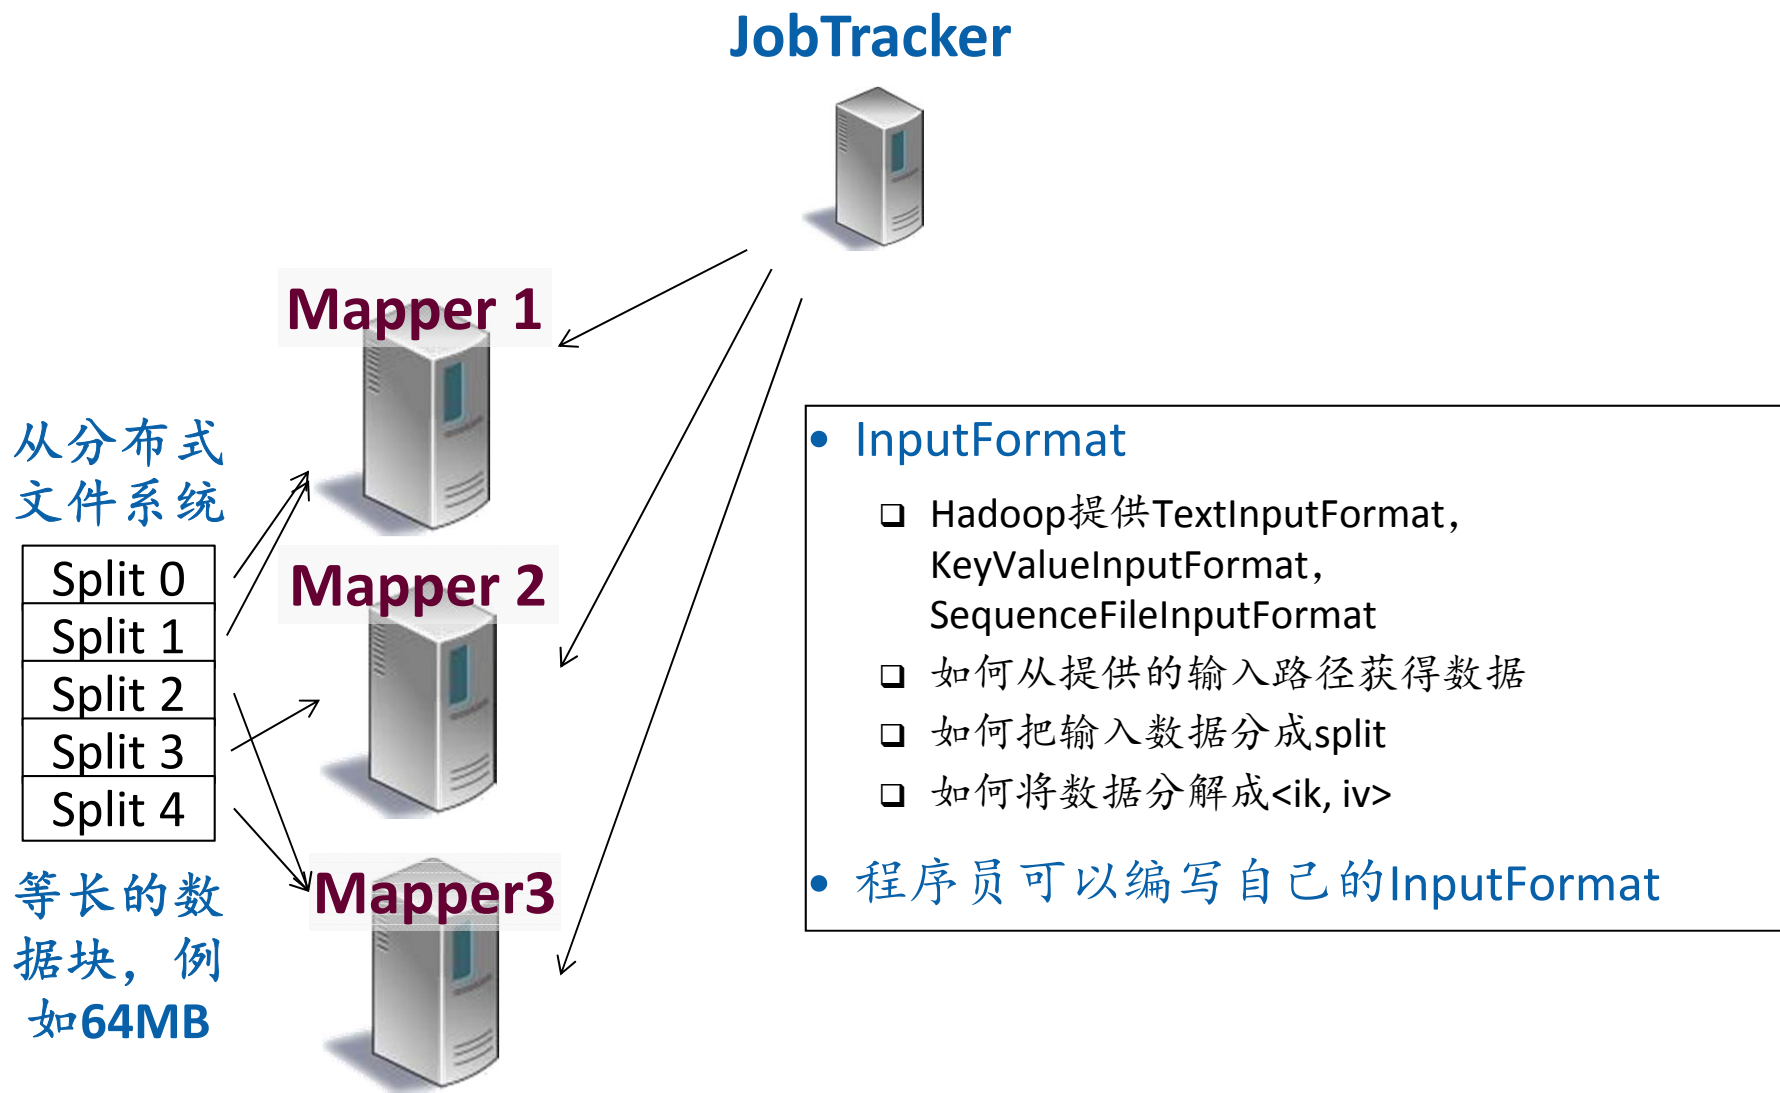 JobTracker
Mapper 1
从分布式
文件系统
Split 0
Split 1
Split 2
Split 3
Split 4
等长的数
据块，例
如64MB
Mapper 2
Mapper3
• InputFormat
❑ Hadoop提供TextInputFormat，
KeyValueInputFormat，
SequenceFileInputFormat
❑ 如何从提供的输入路径获得数据
❑ 如何把输入数据分成split
❑ 如何将数据分解成<ik, iv>
• 程序员可以编写自己的InputFormat